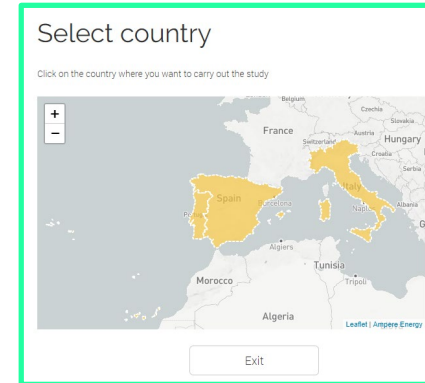 Select country
Click on the country where you want to carry out the study
+
−
Belgium
Czechia
Slovakia
France
Austria
Switzerland
Hungary
Croatia
Serbia
Italy
Spain
Barcelona
Naples
Albania
Algiers
Tunisia
Morocco
Tripoli
Algeria
Leaflet | Ampere Energy
Exit